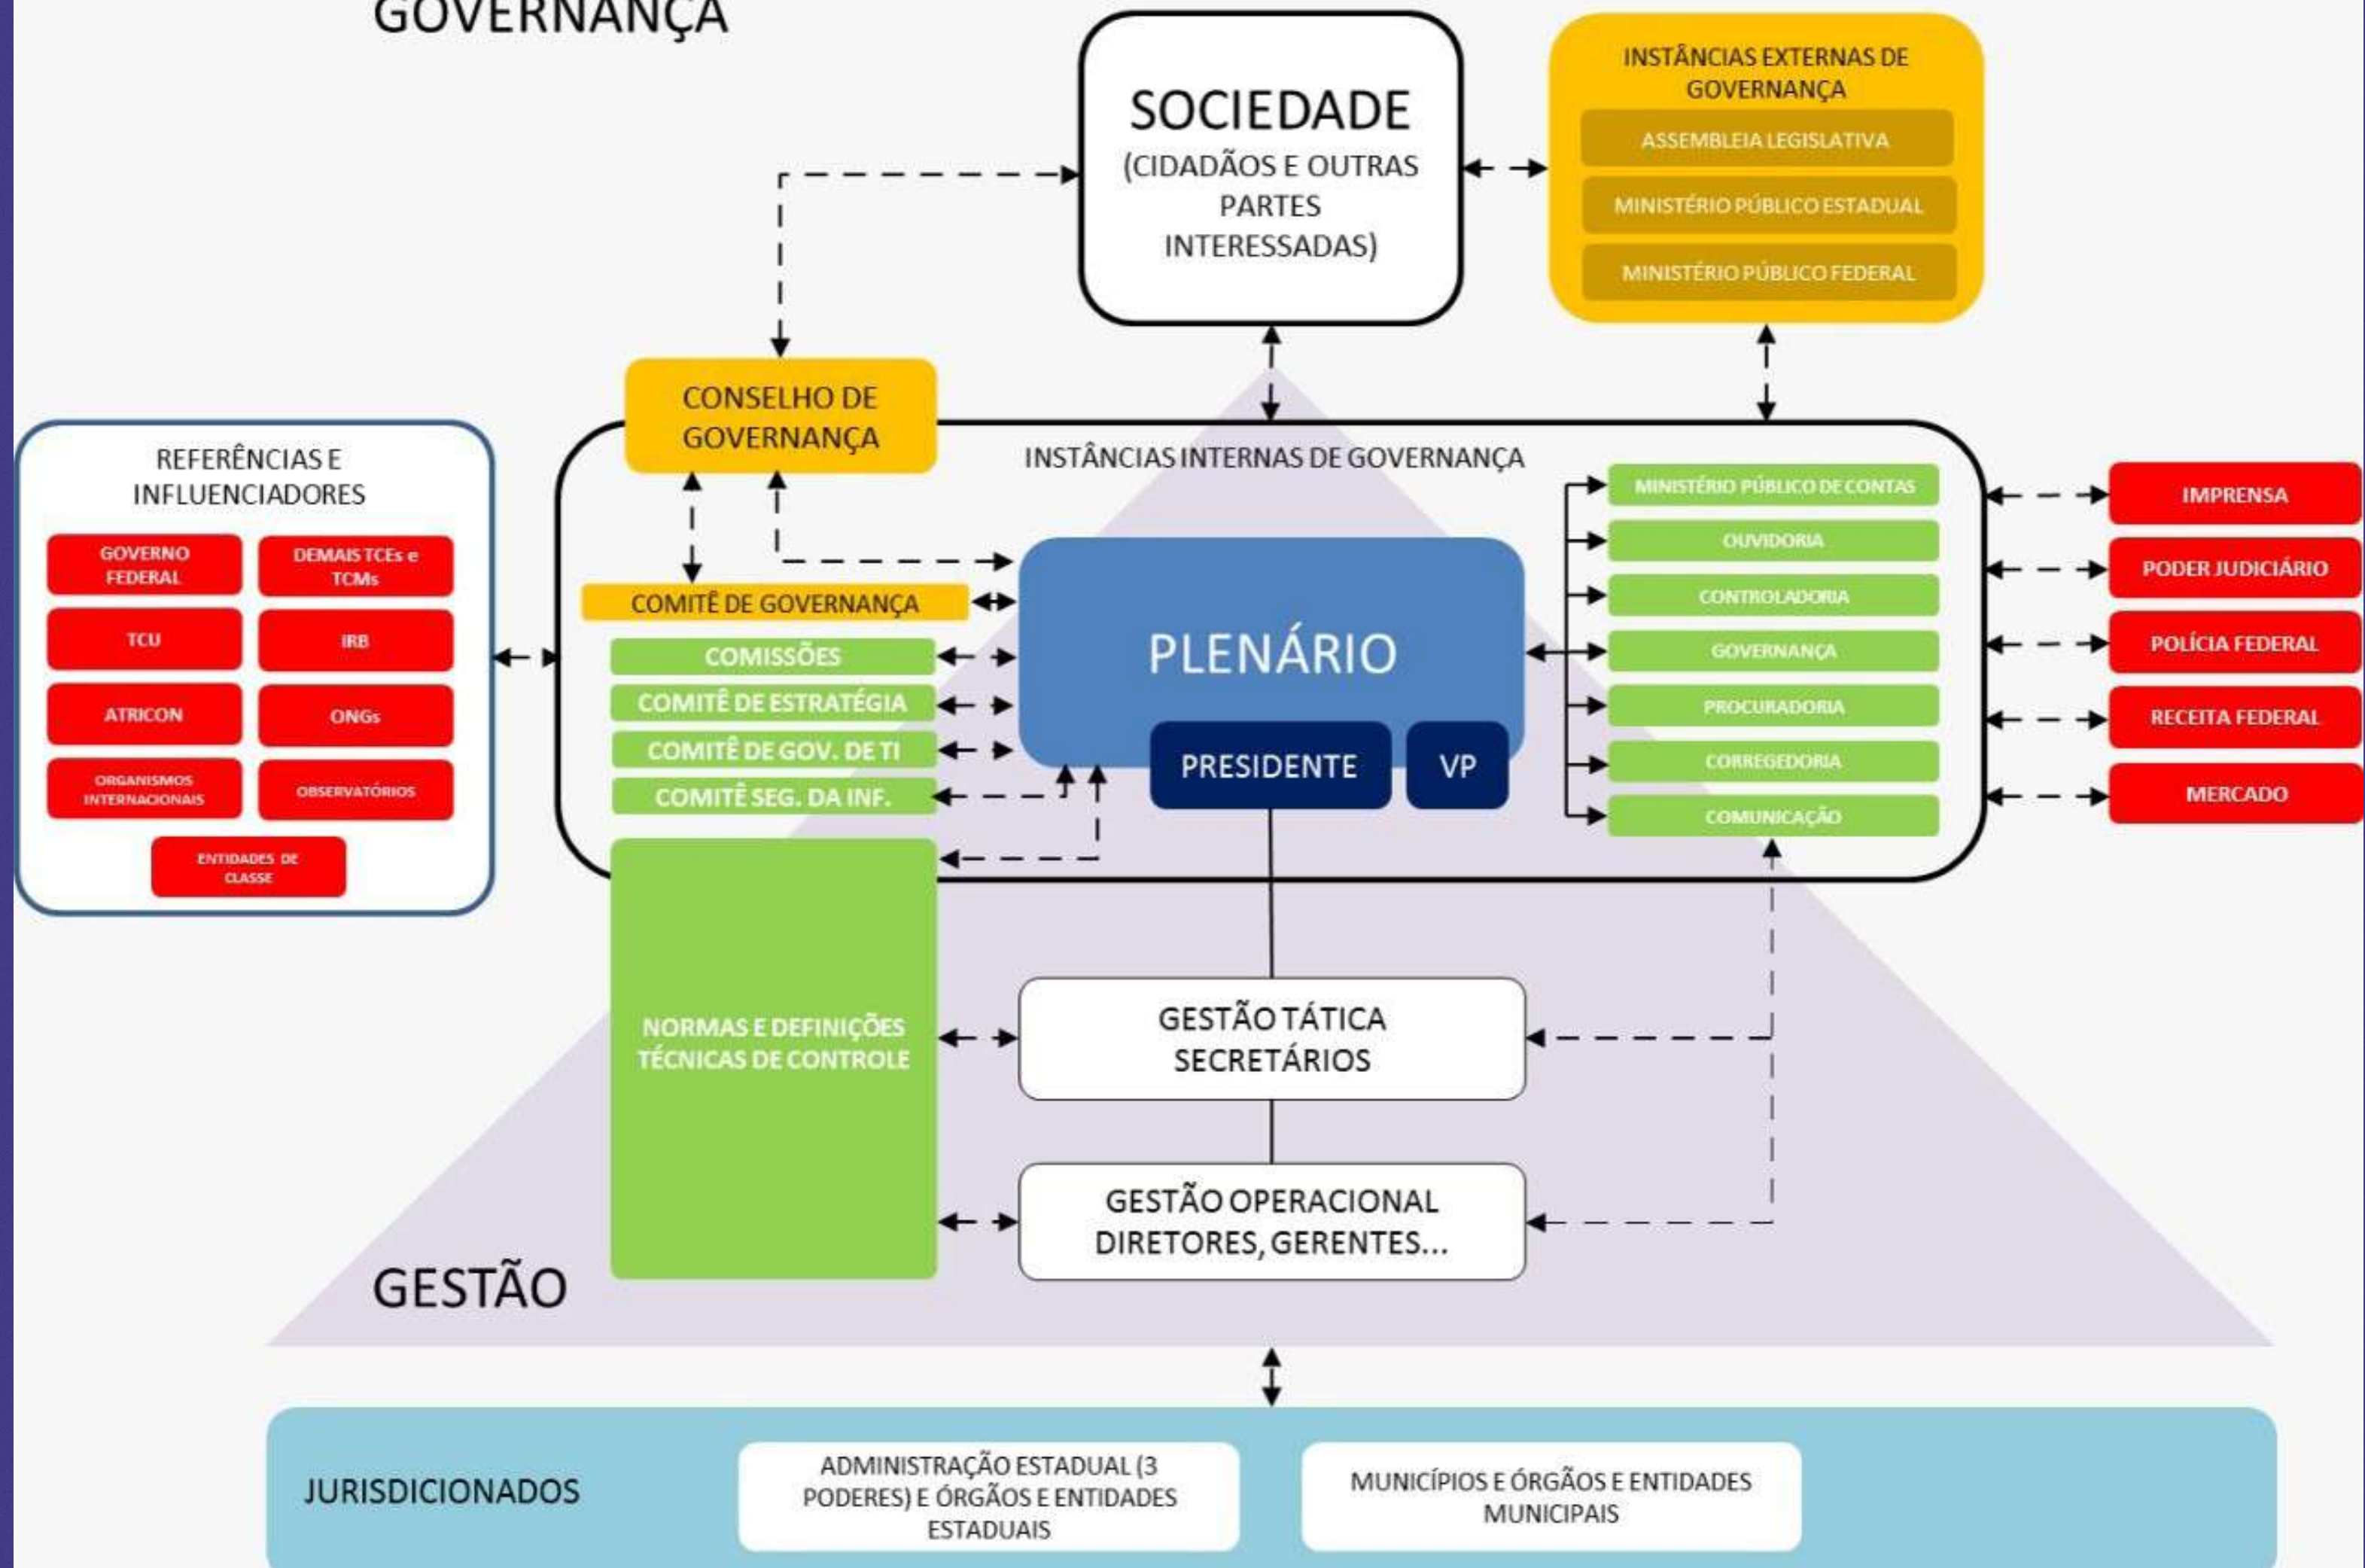 GOVERNANÇA
SOCIEDADE
(CIDADÃOS E OUTRAS
PARTES
INTERESSADAS)
INSTÂNCIAS EXTERNAS DE
GOVERNANÇA
ASSEMBLEIA LEGISLATIVA
MINISTÉRIO PÚBLICO ESTADUAL
MINISTÉRIO PÚBLICO FEDERAL
CONSELHO DE
GOVERNANÇA
REFERÊNCIAS E
INFLUENCIADORES
GOVERNO
FEDERAL
DEMAIS TCEs e
TCMs
TCU
IRB
ATRICON
ONGs
ORGANISMOS
INTERNACIONAIS
OBSERVATÓRIOS
ENTIDADES DE
CLASSE
INSTÂNCIAS INTERNAS DE GOVERNANÇA
COMITÊ DE GOVERNANÇA
COMISSÕES
COMITÊ DE ESTRATÉGIA
COMITÊ DE GOV. DE TI
COMITÊ SEG. DA INF.
PLENÁRIO
PRESIDENTE
VP
MINISTÉRIO PÚBLICO DE CONTAS
OUVIDORIA
CONTROLADORIA
GOVERNANÇA
PROCURADORIA
CORREGEDORIA
COMUNICAÇÃO
IMPRENSA
PODER JUDICIÁRIO
POLÍCIA FEDERAL
RECEITA FEDERAL
MERCADO
NORMAS E DEFINIÇÕES
TÉCNICAS DE CONTROLE
GESTÃO TÁTICA
SECRETÁRIOS
GESTÃO OPERACIONAL
DIRETORES, GERENTES...
GESTÃO
JURISDICIONADOS
ADMINISTRAÇÃO ESTADUAL (3
PODERES) E ÓRGÃOS E ENTIDADES
ESTADUAIS
MUNICÍPIOS E ÓRGÃOS E ENTIDADES
MUNICIPAIS